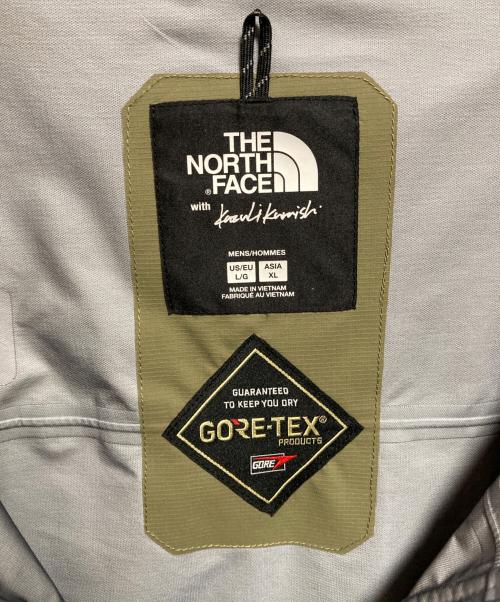 THE
NORTH
FACE®
with Kazuki Kuraishi
MENS/HOMMES
US/EU ASIA
L/G XL
MADE IN VIETNAM
FABRIQUÉ AU VIETNAM
GUARANTEED
TO KEEP YOU DRY
GORE-TEX®
PRODUCTS
GORE